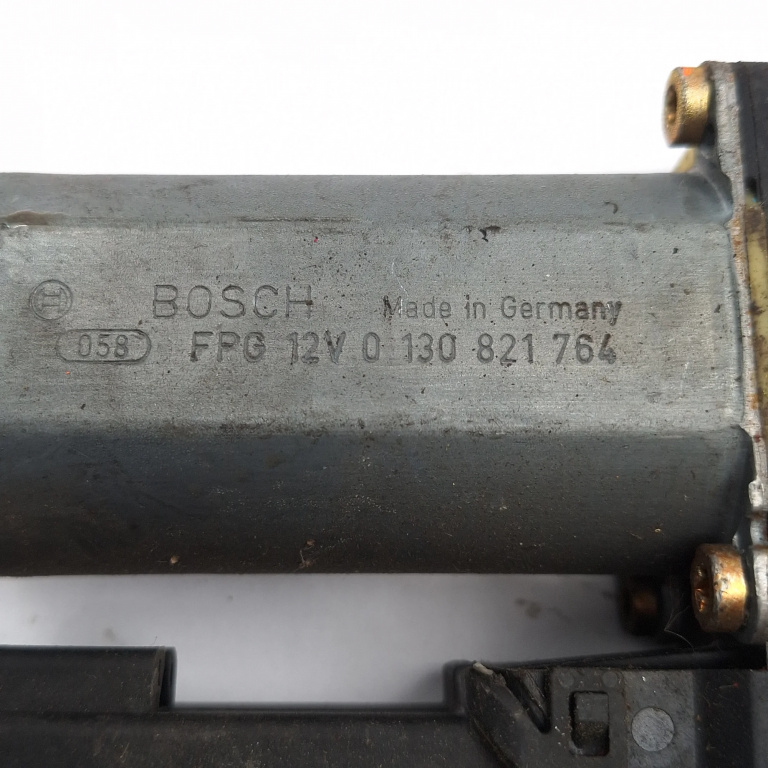 BOSCH Made in Germany
058 FPG 12V 0 130 821 764